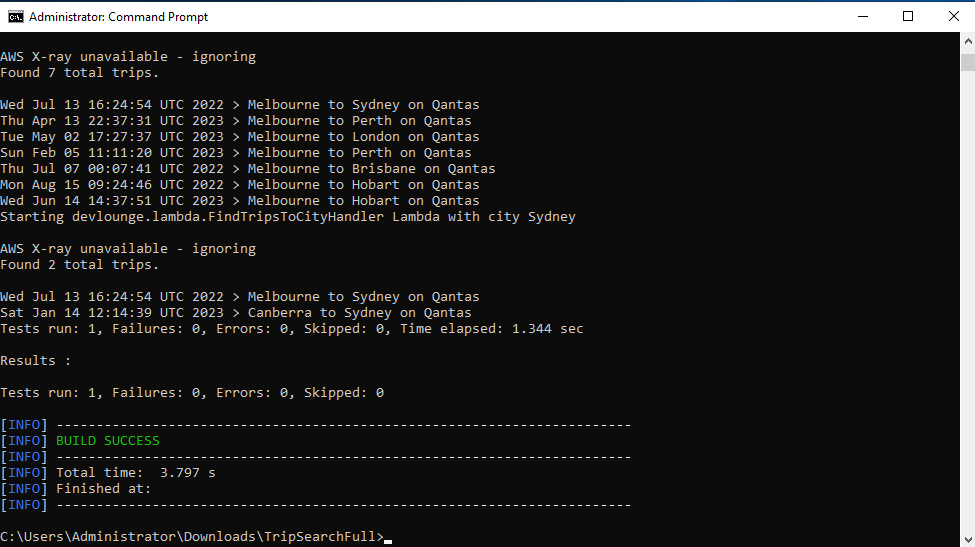 Administrator: Command Prompt
AWS X-ray unavailable - ignoring
Found 7 total trips.
Wed Jul 13 16:24:54 UTC 2022 > Melbourne to Sydney on Qantas
Thu Apr 13 22:37:31 UTC 2023 > Melbourne to Perth on Qantas
Tue May 02 17:27:37 UTC 2023 > Melbourne to London on Qantas
Sun Feb 05 11:11:20 UTC 2023 > Melbourne to Perth on Qantas
Thu Jul 07 00:07:41 UTC 2022 > Melbourne to Brisbane on Qantas
Mon Aug 15 09:24:46 UTC 2022 > Melbourne to Hobart on Qantas
Wed Jun 14 14:37:51 UTC 2023 > Melbourne to Hobart on Qantas
Starting devlounge.lambda.FindTripsToCityHandler Lambda with city Sydney
AWS X-ray unavailable - ignoring
Found 2 total trips.
Wed Jul 13 16:24:54 UTC 2022 > Melbourne to Sydney on Qantas
Sat Jan 14 12:14:39 UTC 2023 > Canberra to Sydney on Qantas
Tests run: 1, Failures: 0, Errors: 0, Skipped: 0, Time elapsed: 1.344 sec
Results :
Tests run: 1, Failures: 0, Errors: 0, Skipped: 0
[INFO] ------------------------------------------------------------------------
[INFO] BUILD SUCCESS
[INFO] ------------------------------------------------------------------------
[INFO] Total time:  3.797 s
[INFO] Finished at:
[INFO] ------------------------------------------------------------------------
C:\Users\Administrator\Downloads\TripSearchFull>